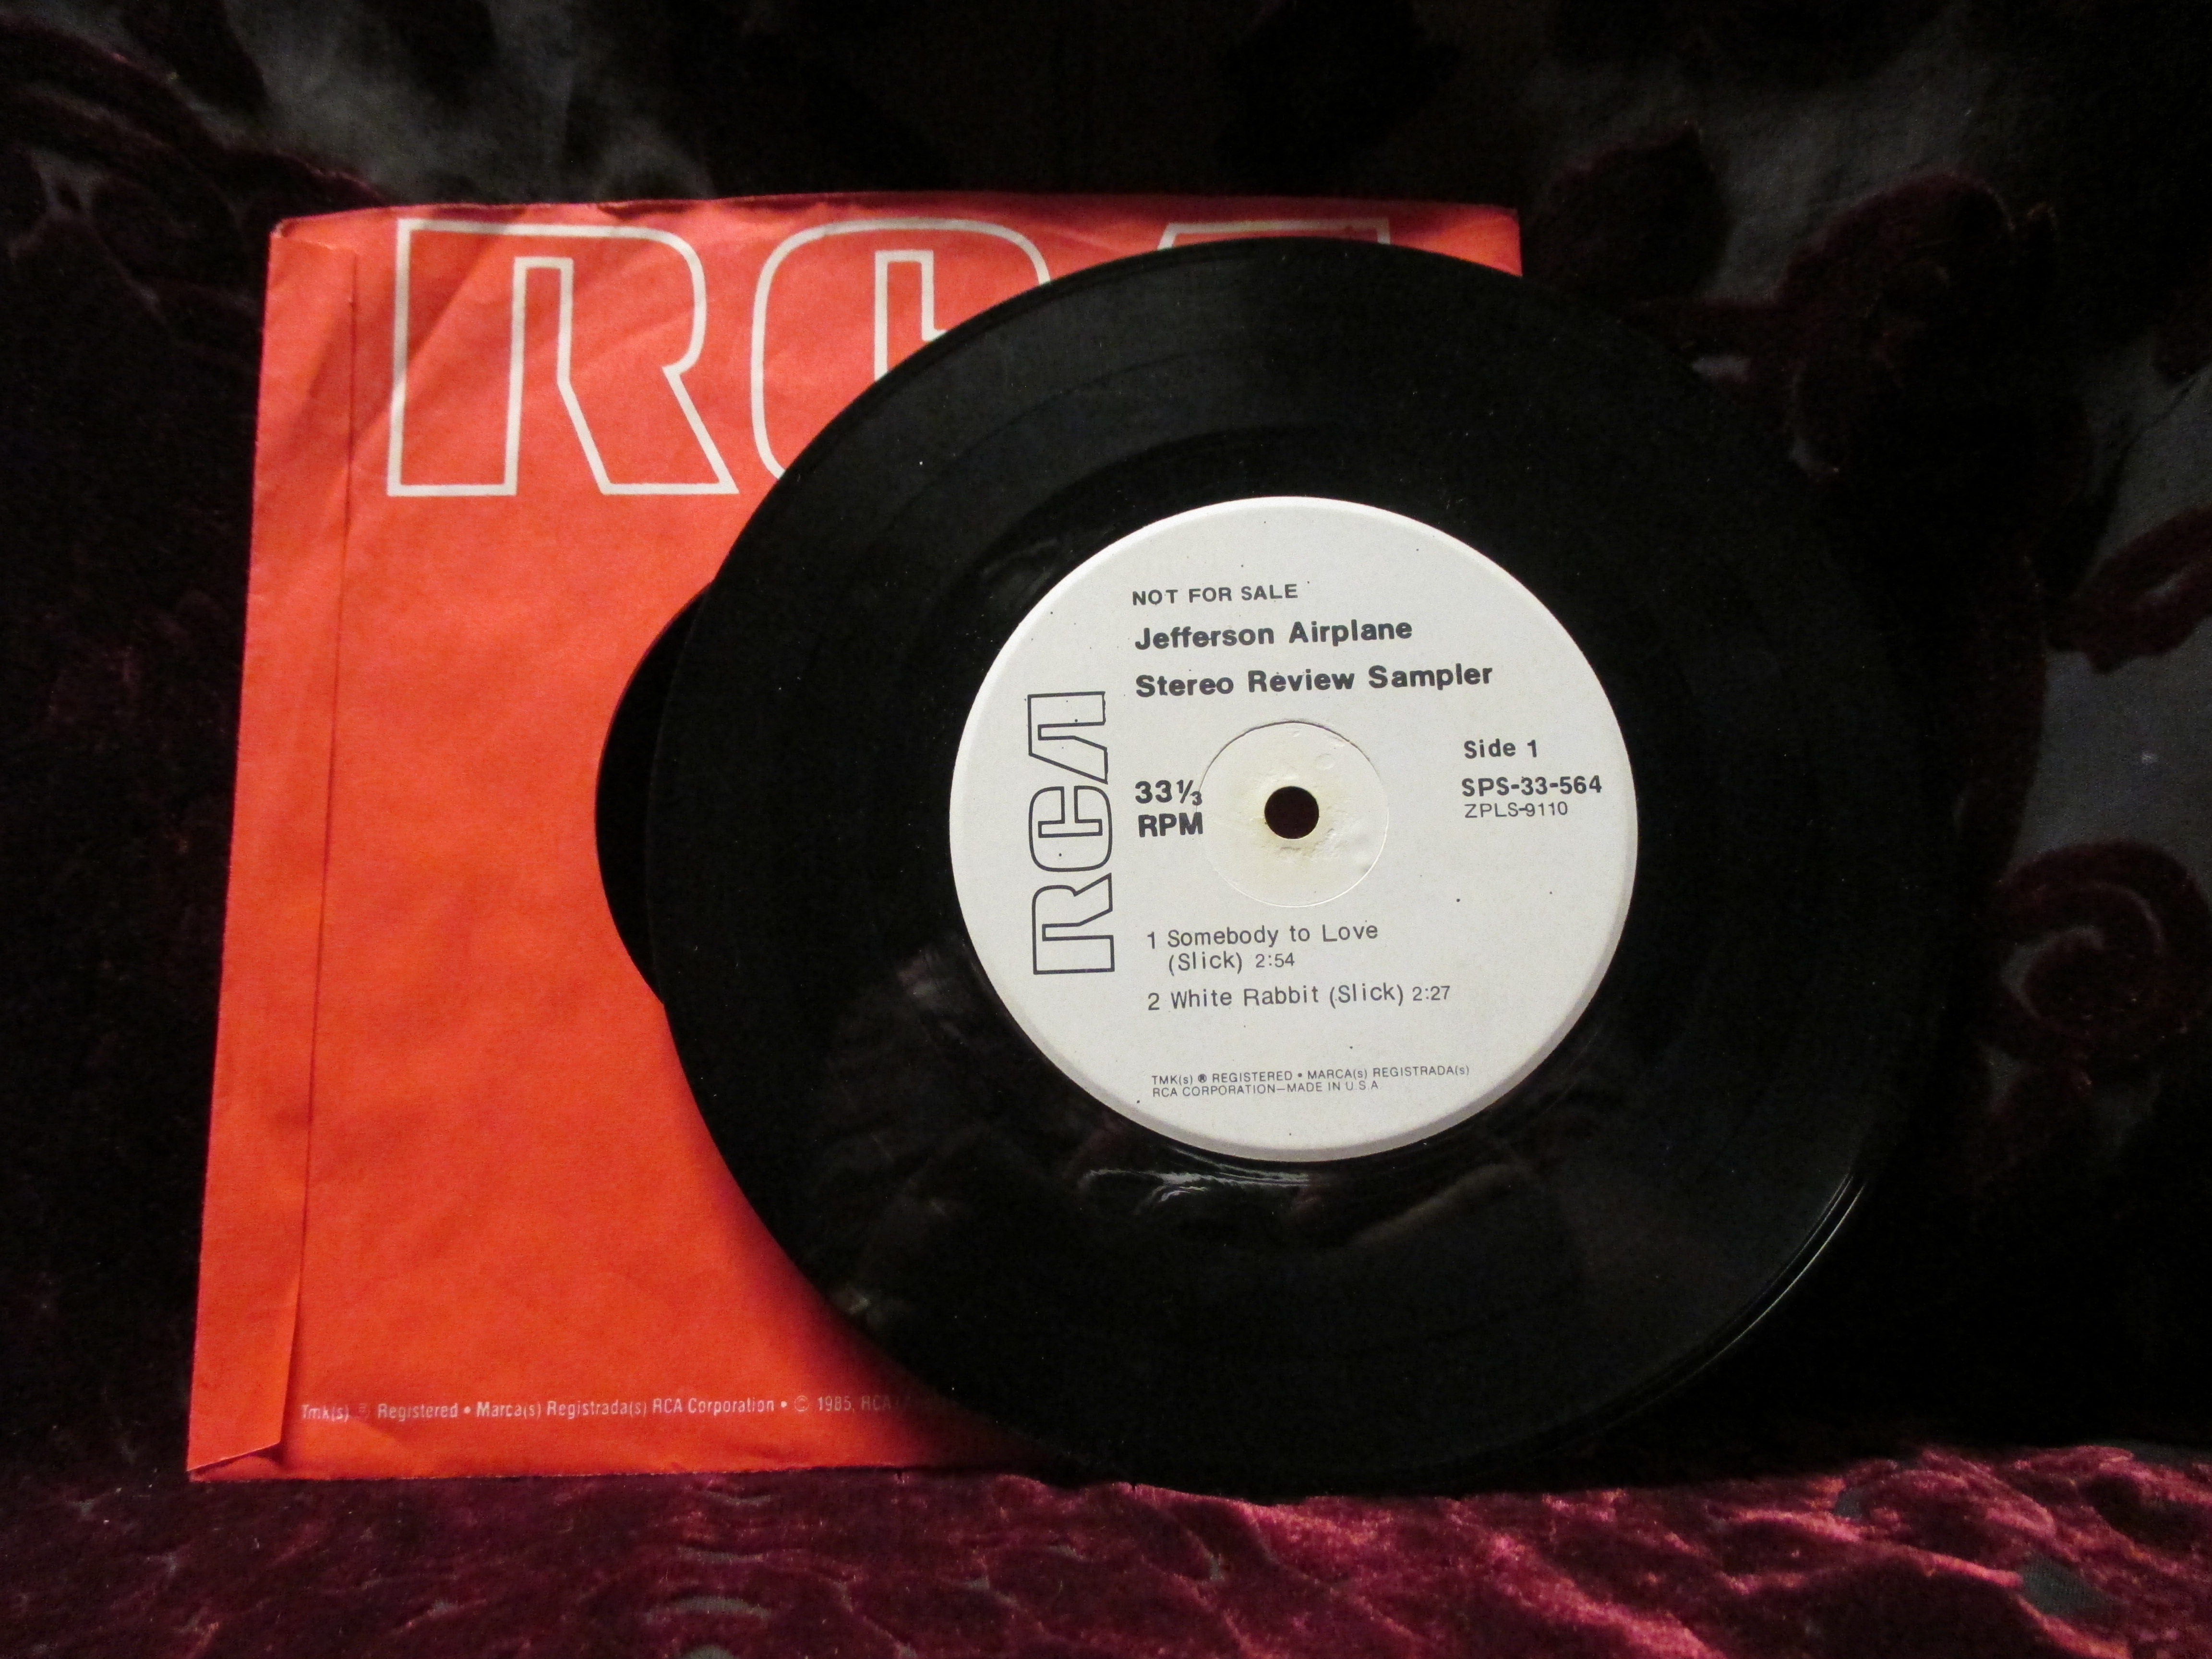 RCA
NOT FOR SALE
Jefferson Airplane
Stereo Review Sampler
RCA
33⅓
RPM
Side 1
SPS-33-564
ZPLS-9110
1 Somebody to Love
(Slick) 2:54
2 White Rabbit (Slick) 2:27
TMK(s) ® REGISTERED • MARCA(s) REGISTRADA(s)
RCA CORPORATION—MADE IN U.S.A.
Tmk(s) ® Registered • Marca(s) Registrada(s) RCA Corporation • © 1985, RCA